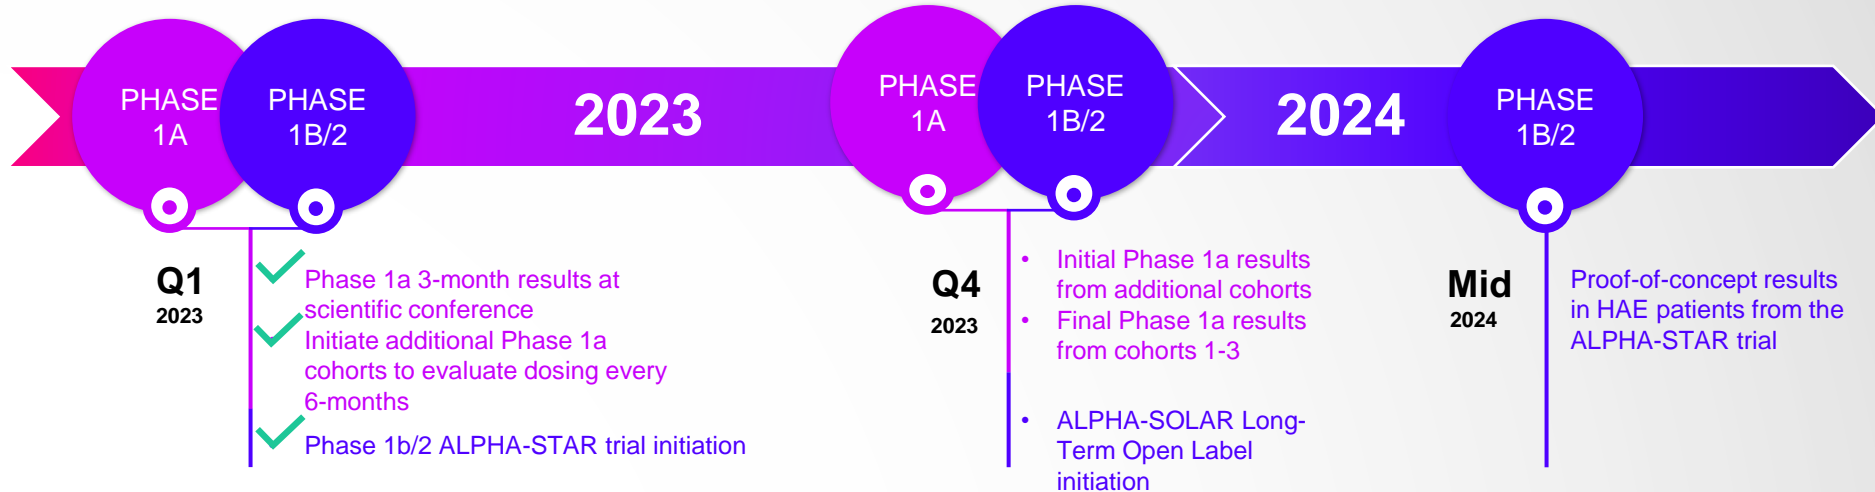 PHASE
1A
PHASE
1B/2
2023
PHASE
1A
PHASE
1B/2
2024
PHASE
1B/2
Q1
2023
Phase 1a 3-month results at
scientific conference
Initiate additional Phase 1a
cohorts to evaluate dosing every
6-months
Phase 1b/2 ALPHA-STAR trial initiation
Q4
2023
• Initial Phase 1a results
from additional cohorts
• Final Phase 1a results
from cohorts 1-3
• ALPHA-SOLAR Long-
Term Open Label
initiation
Mid
2024
Proof-of-concept results
in HAE patients from the
ALPHA-STAR trial